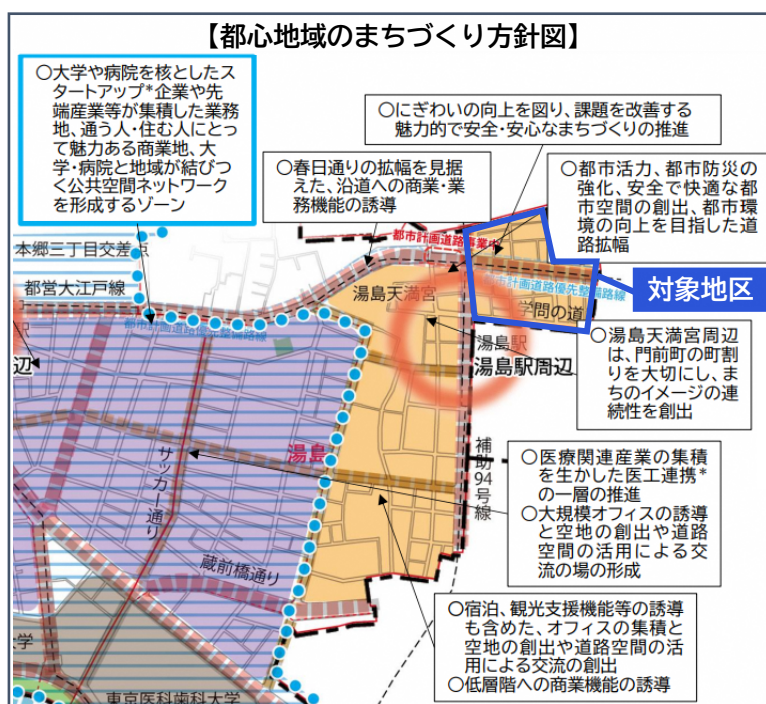 【都心地域のまちづくり方針図】
○大学や病院を核としたス
タートアップ*企業や先
端産業等が集積した業務
地、通う人・住む人にとっ
て魅力ある商業地、大
学・病院と地域が結びつ
く公共空間ネットワーク
を形成するゾーン
○にぎわいの向上を図り、課題を改善する
魅力的で安全・安心なまちづくりの推進
○春日通りの拡幅を見据
えた、沿道への商業・業
務機能の誘導
○都市活力、都市防災の
強化、安全で快適な都
市空間の創出、都市環
境の向上を目指した道
路拡幅
本郷三丁目交差点
都市計画道路事業中
都営大江戸線
湯島天満宮
都市計画道路優先整備路線
対象地区
学問の道
都市計画道路優先整備路線
駅
辺
湯島駅
湯島駅周辺
○湯島天満宮周辺
は、門前町の町割
りを大切にし、ま
ちのイメージの連
続性を創出
湯島
サッカー通り
補助94号線
○医療関連産業の集積
を生かした医工連携*
の一層の推進
○大規模オフィスの誘導
と空地の創出や道路
空間の活用による交
流の場の形成
蔵前橋通り
○宿泊、観光支援機能等の誘導
も含めた、オフィスの集積と
空地の創出や道路空間の活
用による交流の創出
○低層階への商業機能の誘導
大学
東京医科歯科大学